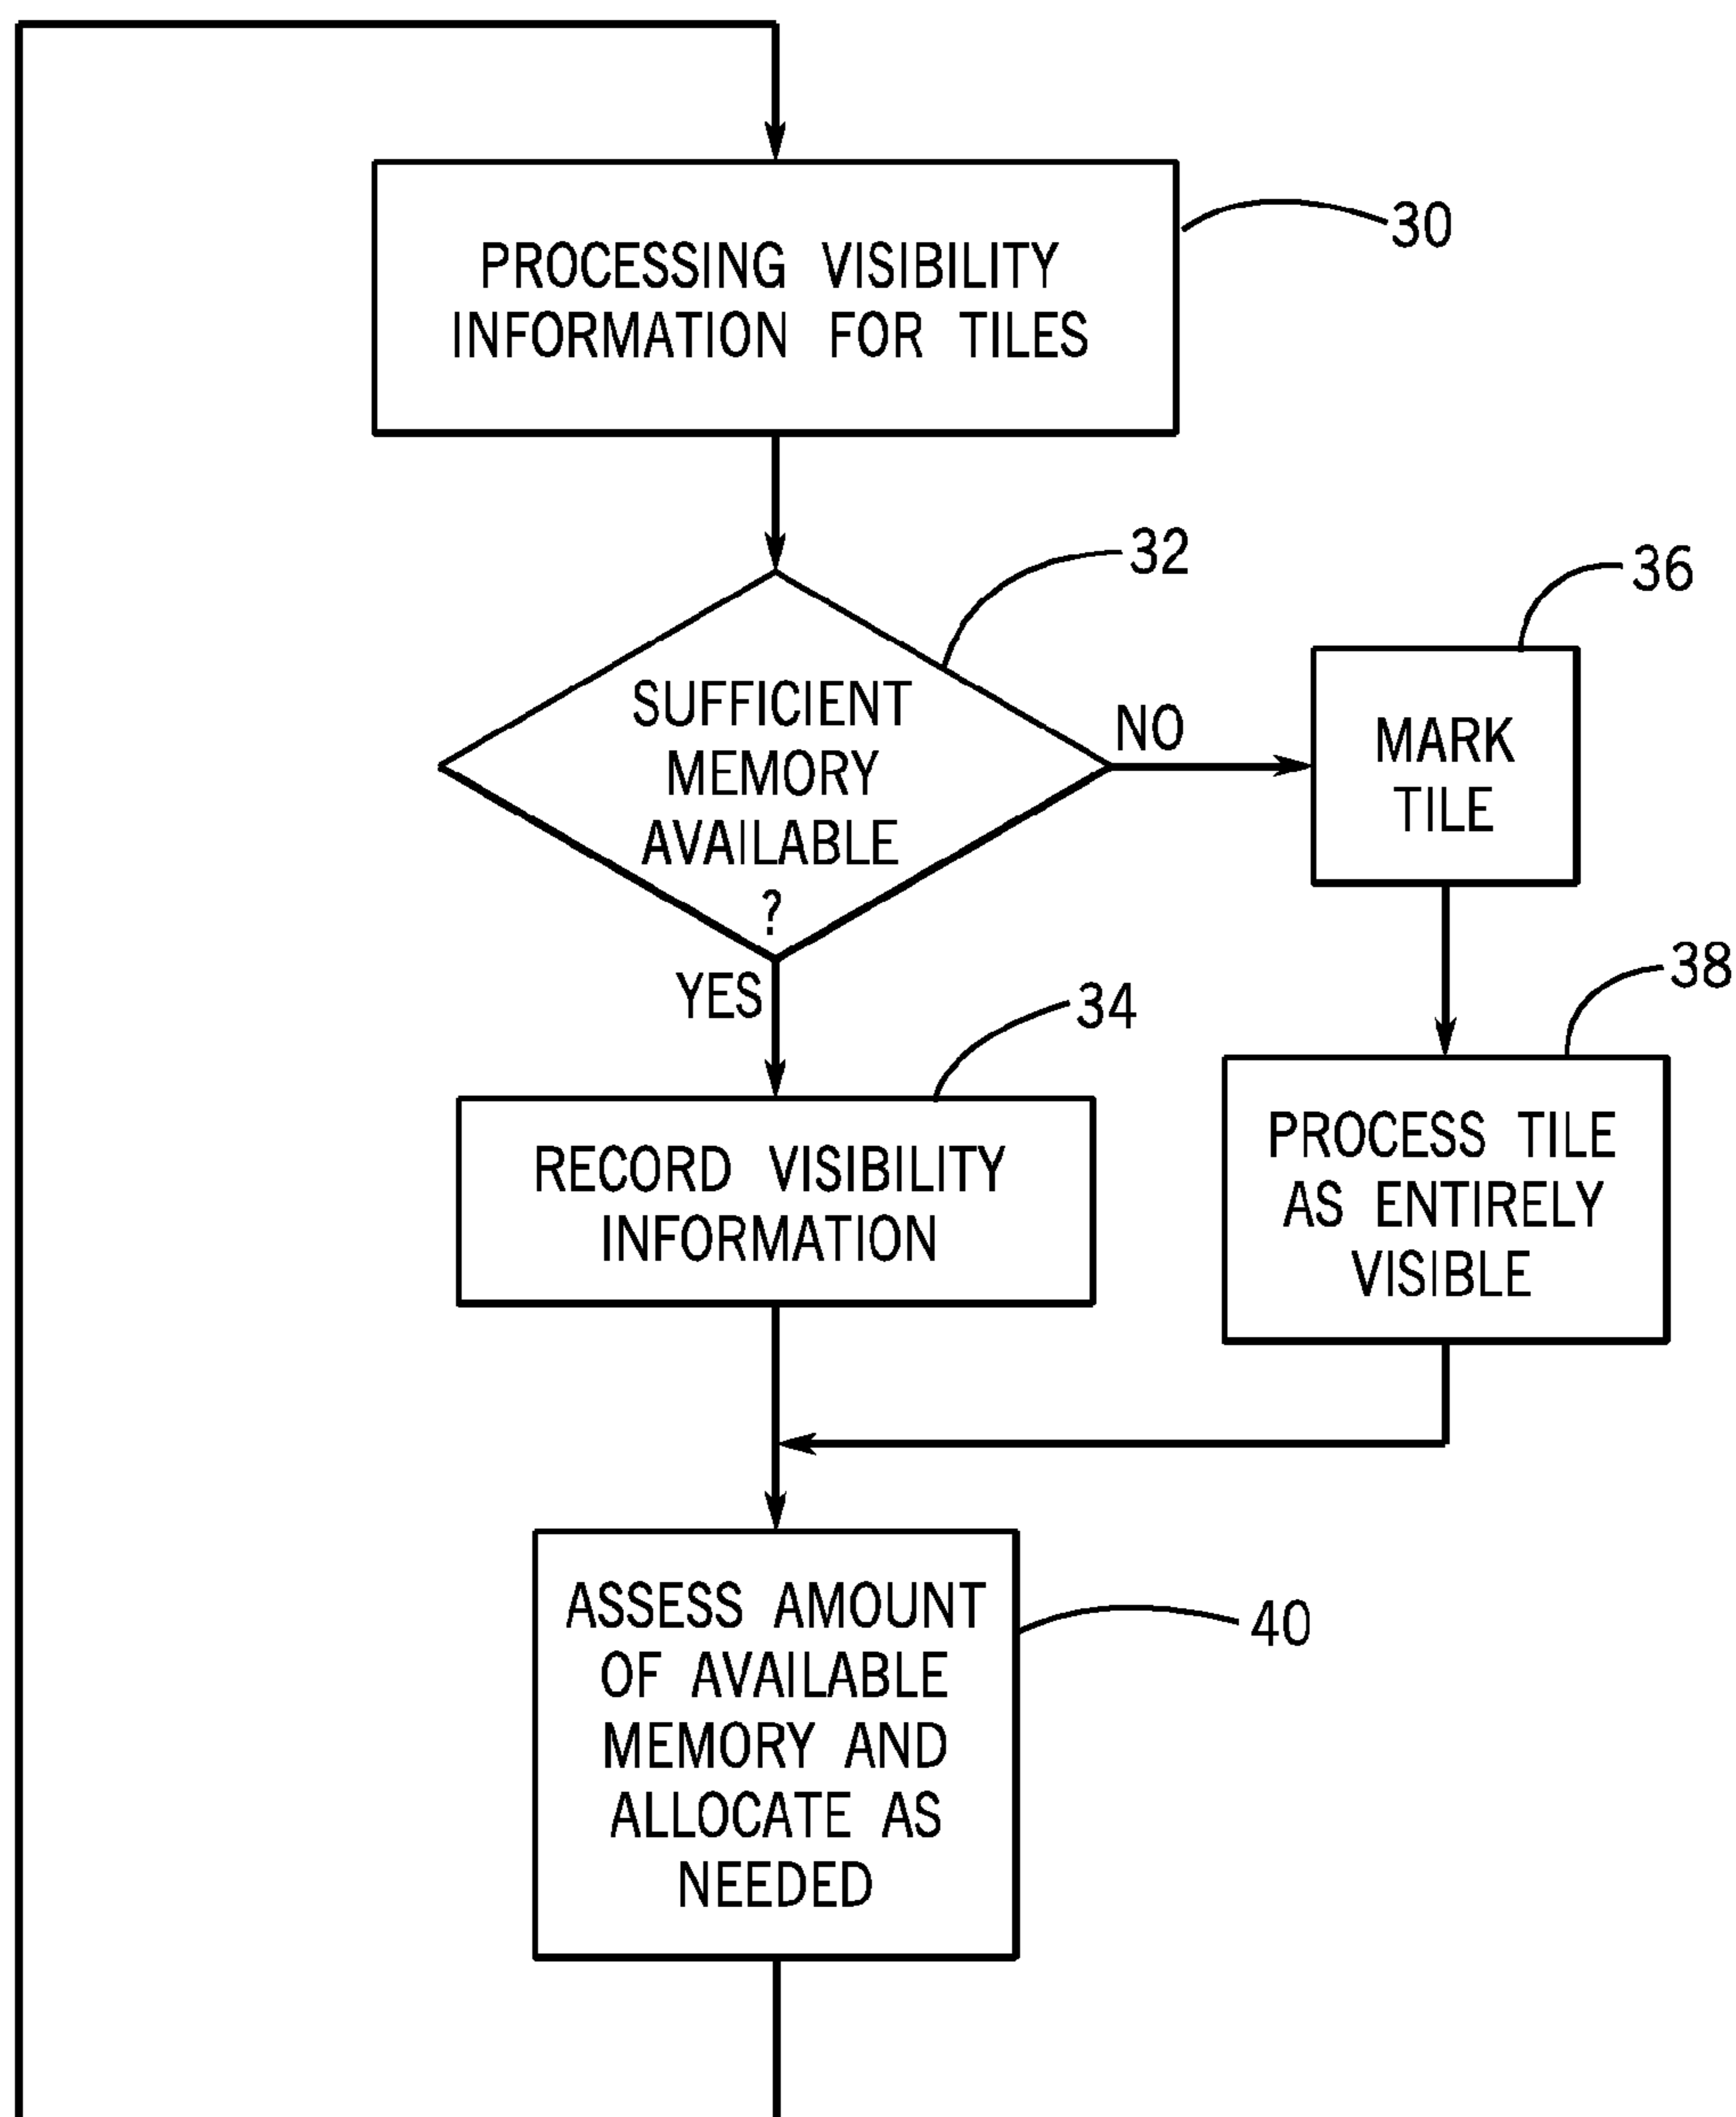 PROCESSING VISIBILITY
INFORMATION FOR TILES
30
SUFFICIENT
MEMORY
AVAILABLE
?
32
NO
YES
MARK
TILE
36
RECORD VISIBILITY
INFORMATION
34
PROCESS TILE
AS ENTIRELY
VISIBLE
38
ASSESS AMOUNT
OF AVAILABLE
MEMORY AND
ALLOCATE AS
NEEDED
40